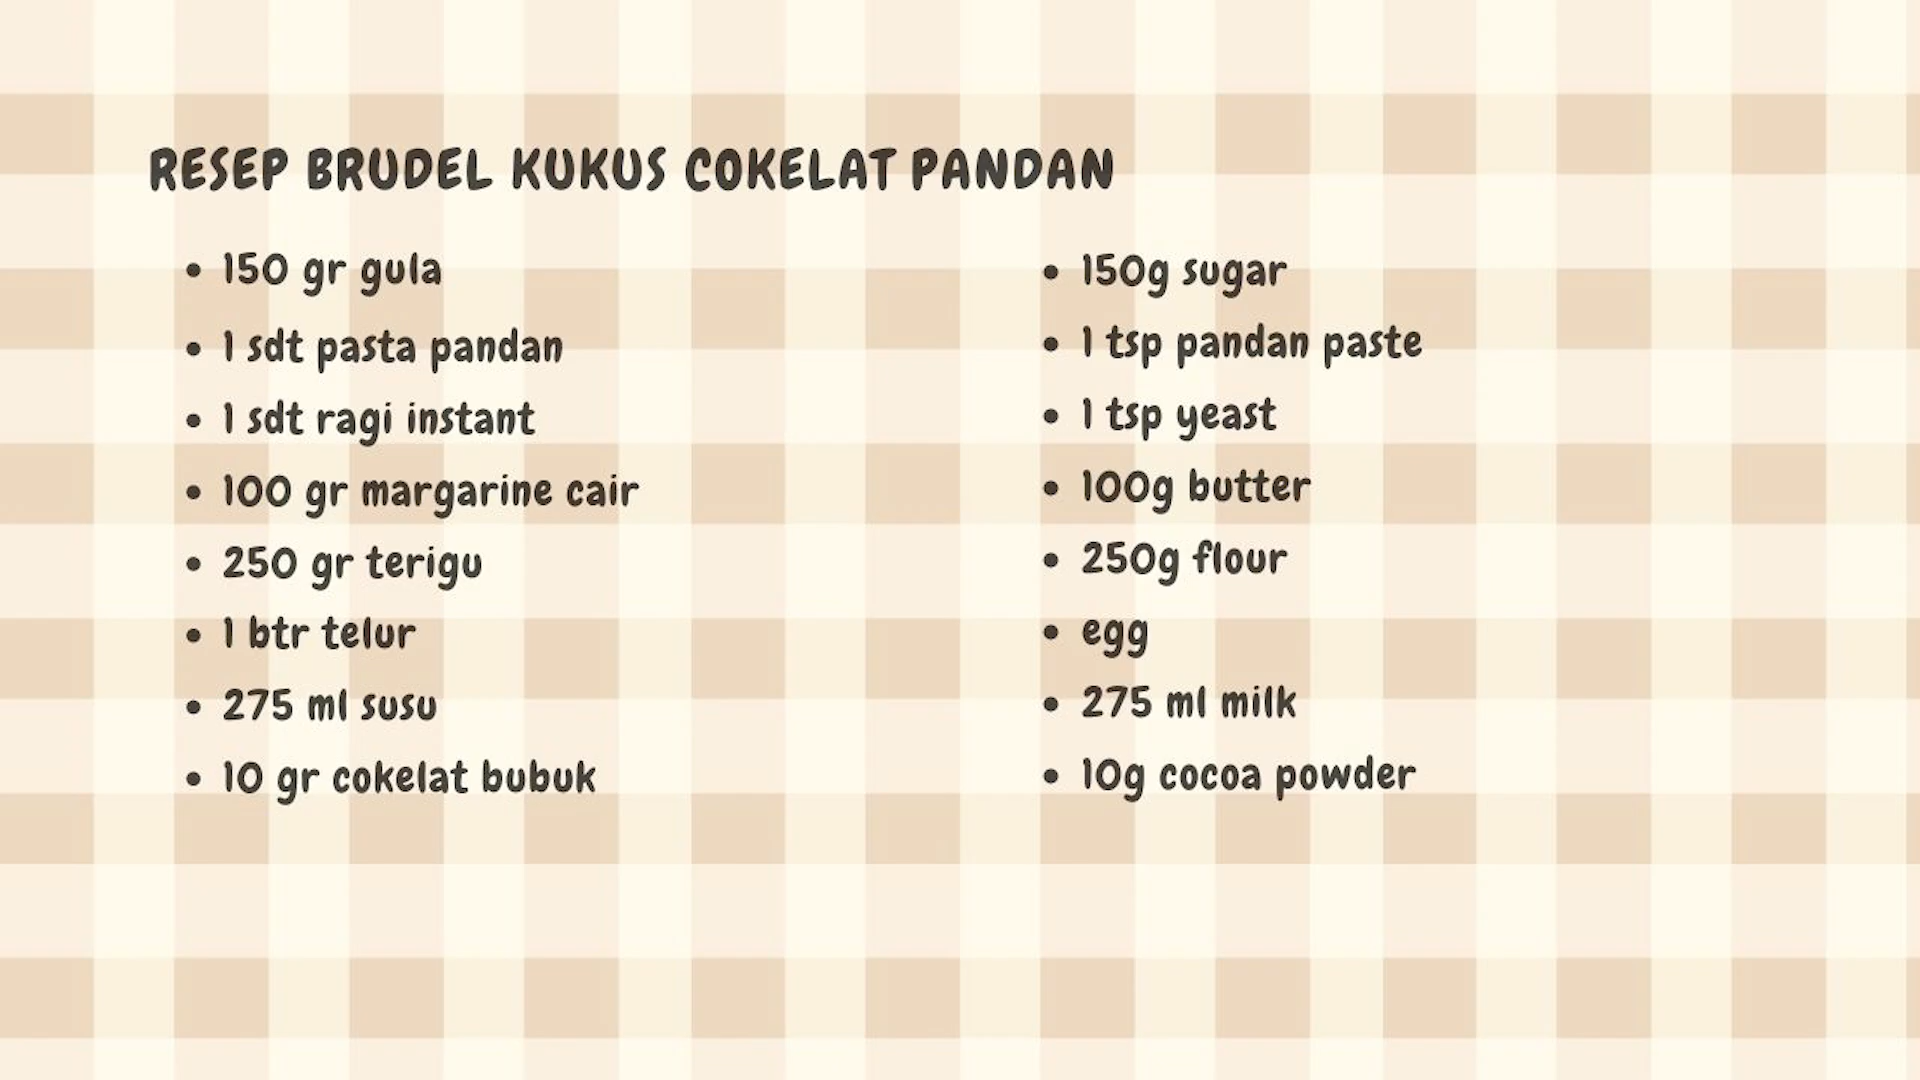 RESEP BRUDEL KUKUS COKELAT PANDAN
• 150 gr gula
• 1 sdt pasta pandan
• 1 sdt ragi instant
• 100 gr margarine cair
• 250 gr terigu
• 1 btr telur
• 275 ml susu
• 10 gr cokelat bubuk
• 150g sugar
• 1 tsp pandan paste
• 1 tsp yeast
• 100g butter
• 250g flour
• egg
• 275 ml milk
• 10g cocoa powder